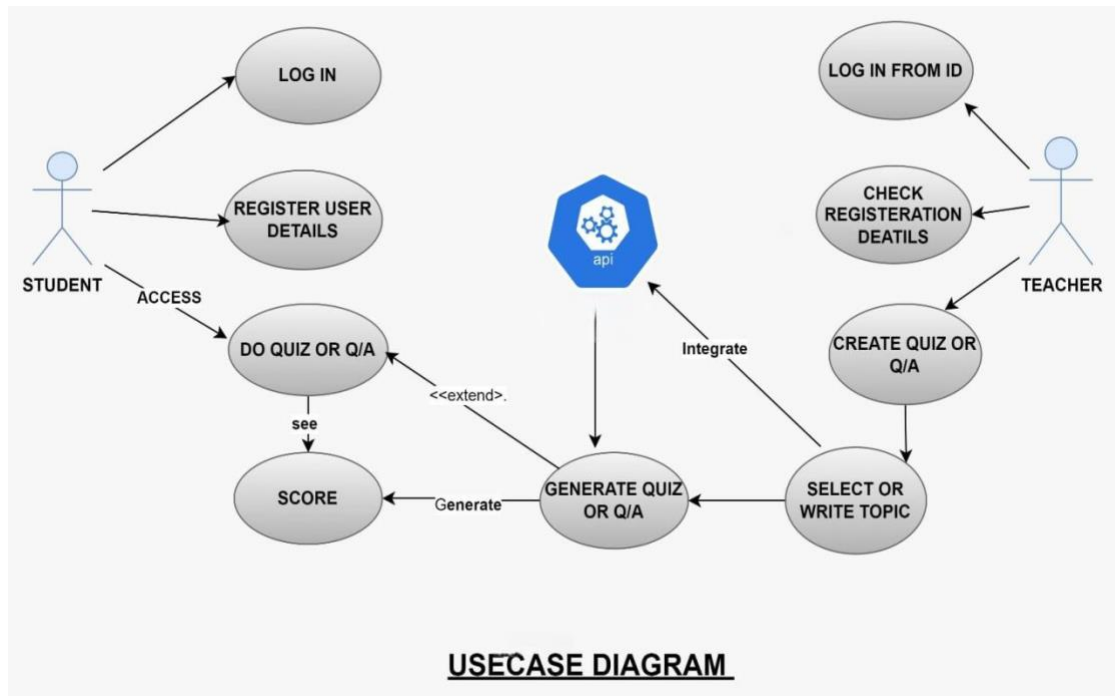 LOG IN
LOG IN FROM ID
REGISTER USER
DETAILS
CHECK
REGISTERATION
DEATILS
api
STUDENT
TEACHER
ACCESS
DO QUIZ OR Q/A
Integrate
CREATE QUIZ OR
Q/A
<<extend>.
see
SCORE
Generate
GENERATE QUIZ
OR Q/A
SELECT OR
WRITE TOPIC
USECASE DIAGRAM